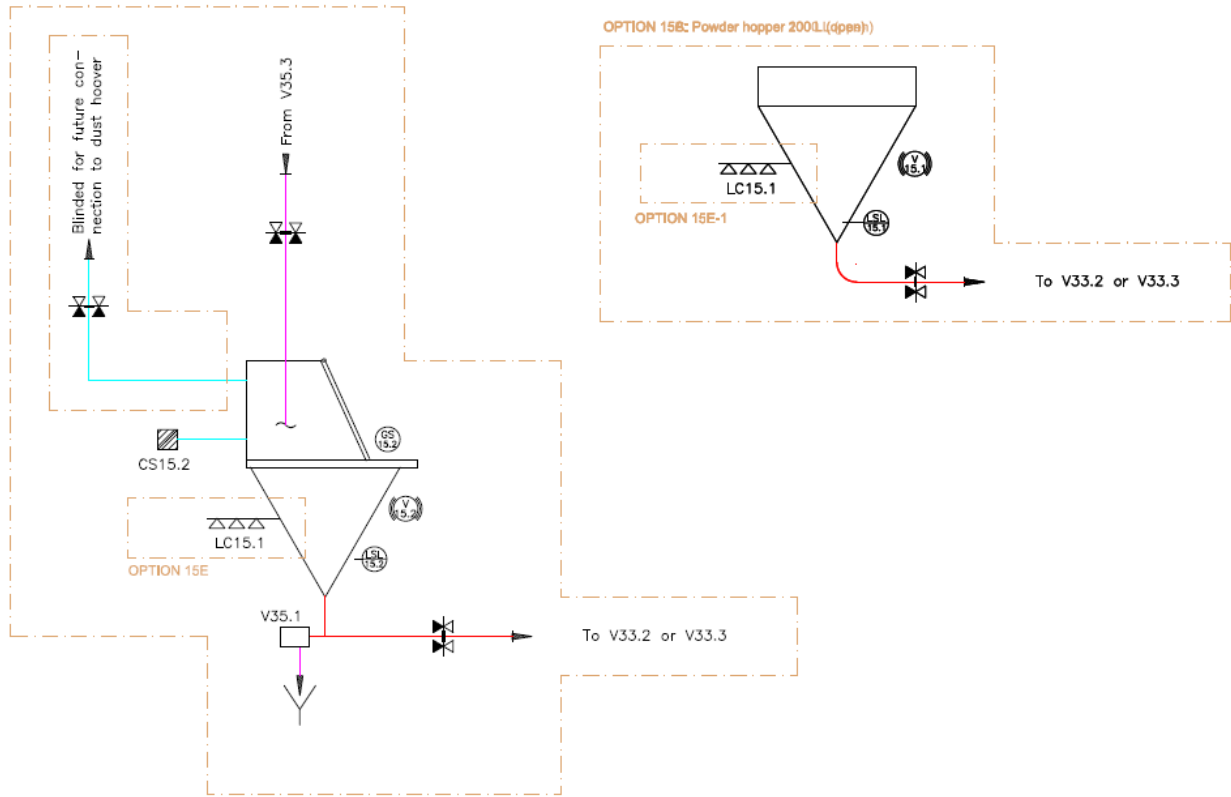 OPTION 15B: Powder hopper 200 L (open)
Blinded for future con-
nection to dust hoover
From V35.3
V
15.1
LC15.1
LSL
15.1
OPTION 15E-1
To V33.2 or V33.3
GS
15.2
CS15.2
V
15.2
LC15.1
LSL
15.2
OPTION 15E
V35.1
To V33.2 or V33.3